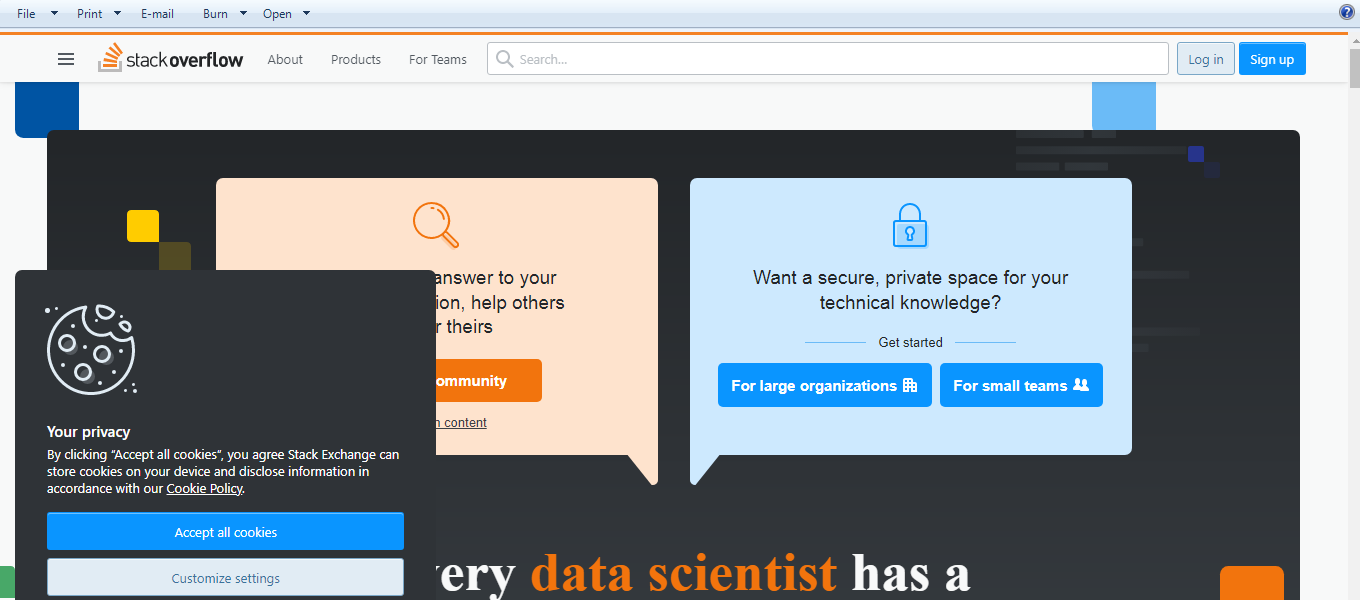 File Print E-mail Burn Open
stackoverflow About Products For Teams Search... Log in Sign up
answer to your
help others
theirs
Want a secure, private space for your
technical knowledge?
Get started
For large organizations For small teams
content
Your privacy
By clicking “Accept all cookies”, you agree Stack Exchange can
store cookies on your device and disclose information in
accordance with our Cookie Policy.
Accept all cookies
Customize settings
data scientist has a